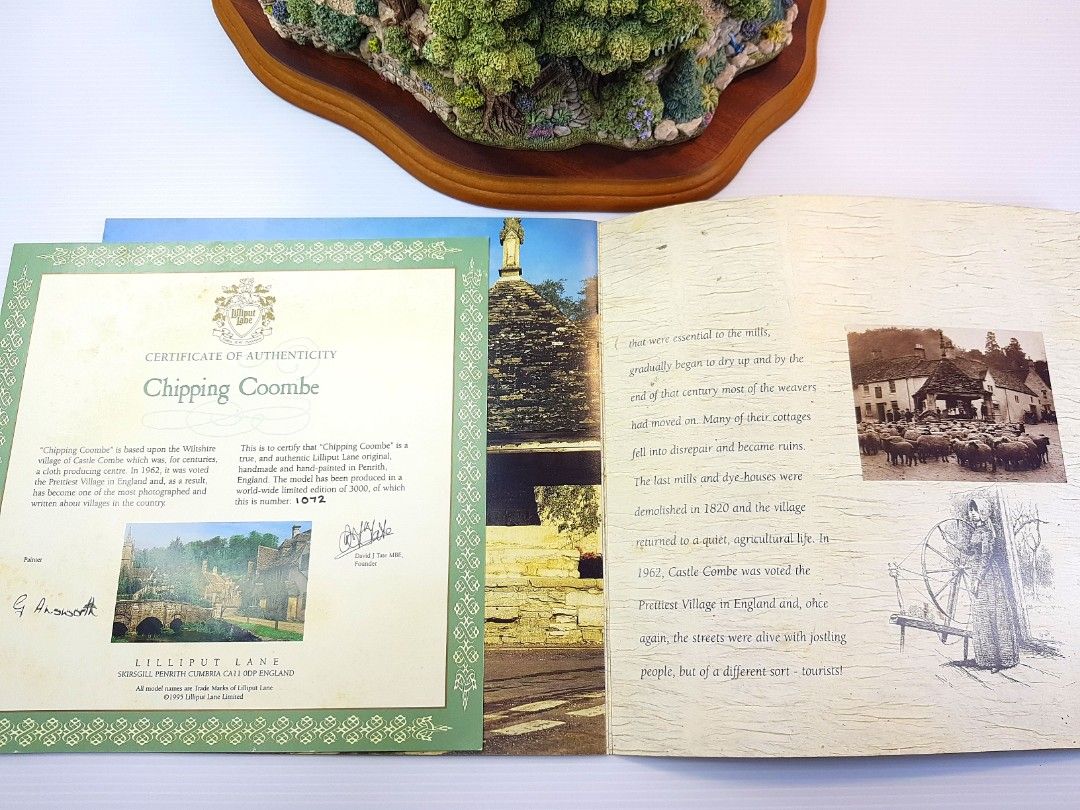 Lilliput
Lane
CERTIFICATE OF AUTHENTICITY
Chipping Coombe
"Chipping Coombe" is based upon the Wiltshire
village of Castle Combe which was, for centuries,
a cloth producing centre. In 1962, it was voted
the Prettiest Village in England and, as a result,
has become one of the most photographed and
written about villages in the country.
This is to certify that "Chipping Coombe" is a
true, and authentic Lilliput Lane original,
handmade and hand-painted in Penrith,
England. The model has been produced in a
world-wide limited edition of 3000, of which
this is number: 1072
Painter
G Ainsworth
David J Tate MBE,
Founder
LILLIPUT LANE
SKIRSGILL PENRITH CUMBRIA CA11 0DP ENGLAND
All model names are Trade Marks of Lilliput Lane
©1995 Lilliput Lane Limited
that were essential to the mills,
gradually began to dry up and by the
end of that century most of the weavers
had moved on. Many of their cottages
fell into disrepair and became ruins.
The last mills and dye-houses were
demolished in 1820 and the village
returned to a quiet, agricultural life. In
1962, Castle Combe was voted the
Prettiest Village in England and, once
again, the streets were alive with jostling
people, but of a different sort - tourists!